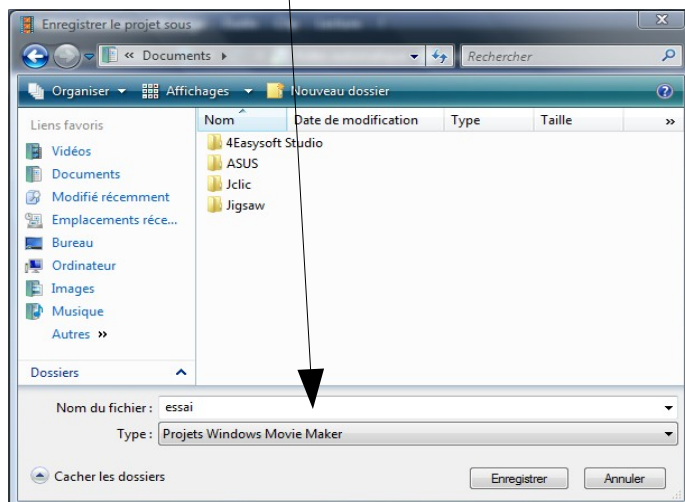 Enregistrer le projet sous
« Documents
Rechercher
Organiser Affichages Nouveau dossier
Liens favoris
Nom Date de modification Type Taille »
Vidéos
Documents
Modifié récemment
Emplacements réce...
Bureau
Ordinateur
Images
Musique
Autres »
Dossiers
4Easysoft Studio
ASUS
Jclic
Jigsaw
Nom du fichier : essai
Type : Projets Windows Movie Maker
Cacher les dossiers
Enregistrer
Annuler